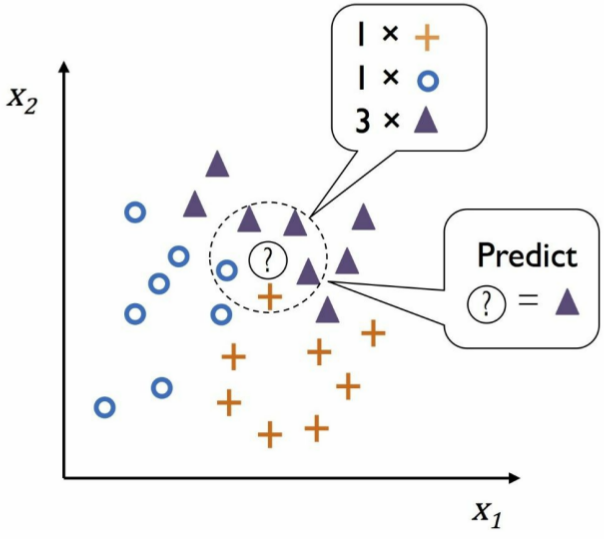 1 × +
1 × o
3 × ▲
x₂
?
Predict
? = ▲
x₁